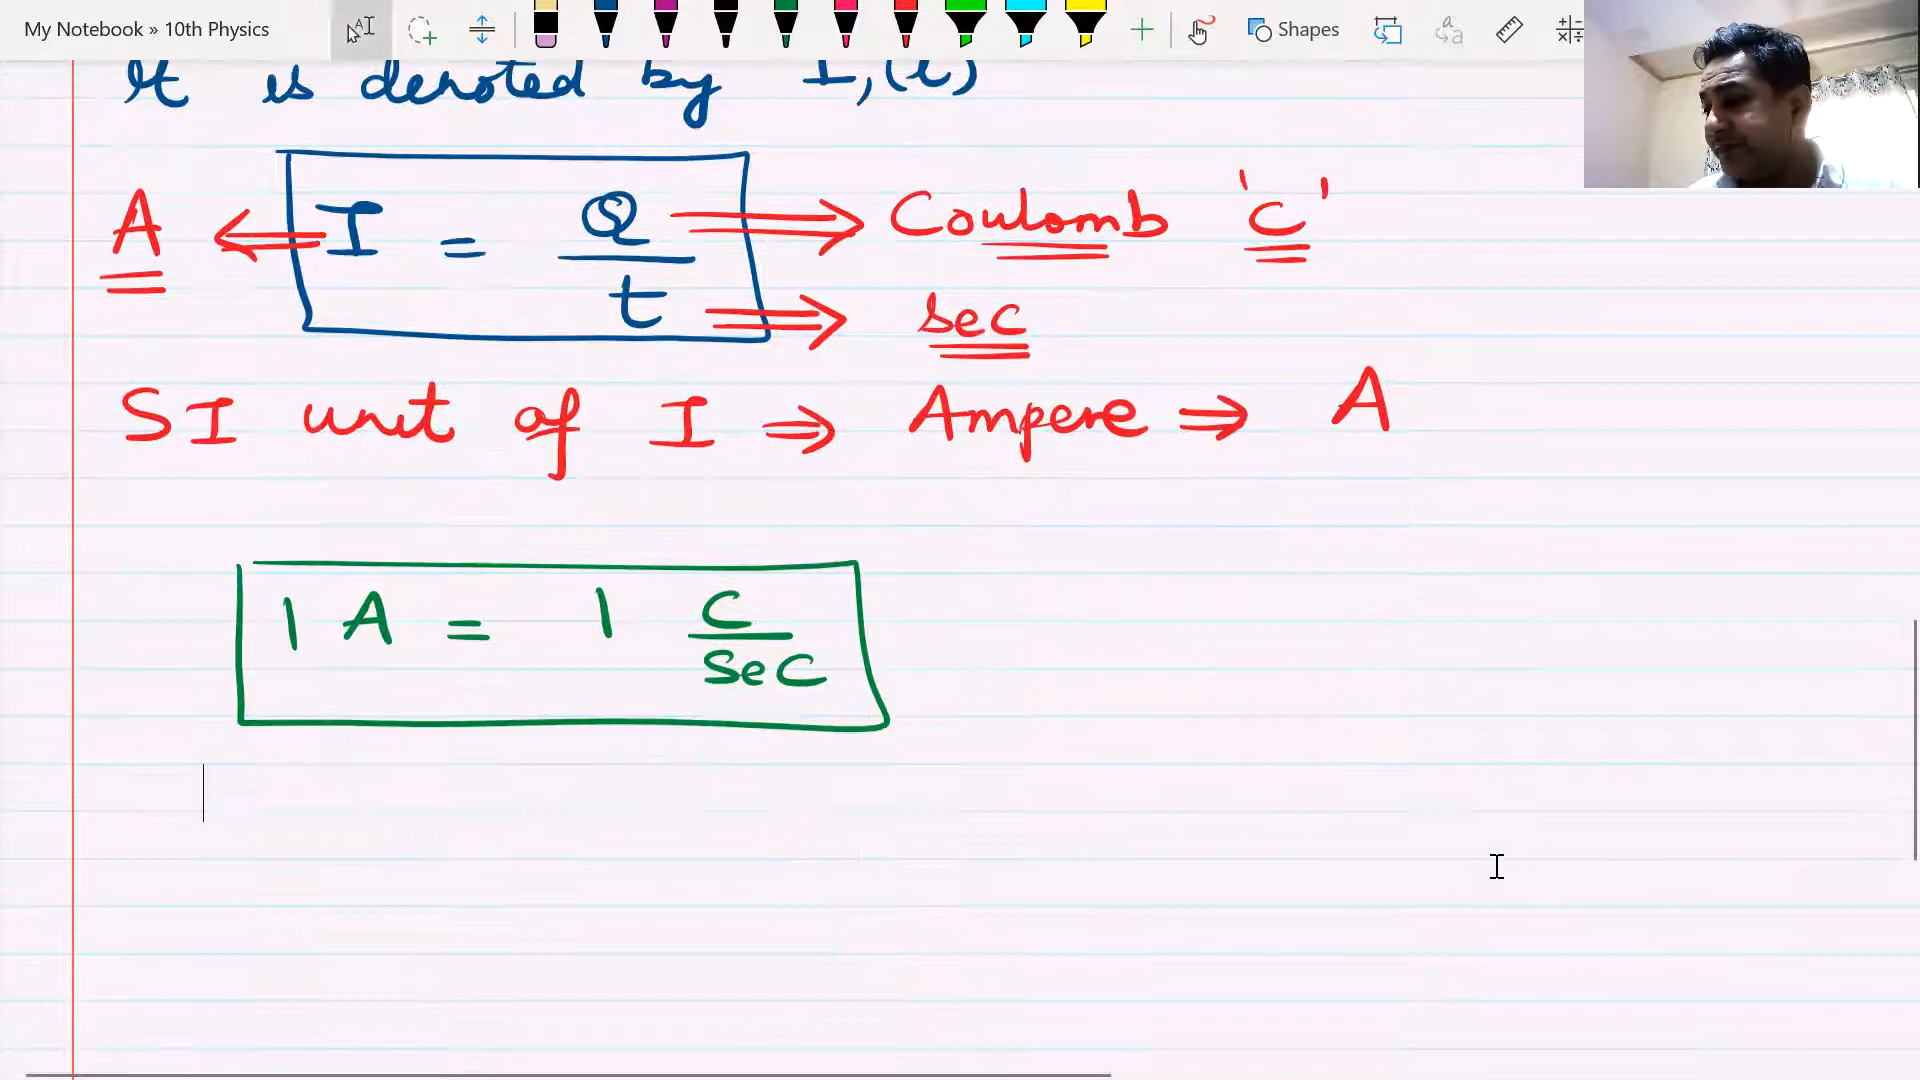 My Notebook » 10th Physics
Shapes
It is denoted by I, (i)
A ⇐ I = Q/t ⇒ Coulomb 'C'
⇒ sec
SI unit of I ⇒ Ampere ⇒ A
1 A = 1 C/sec